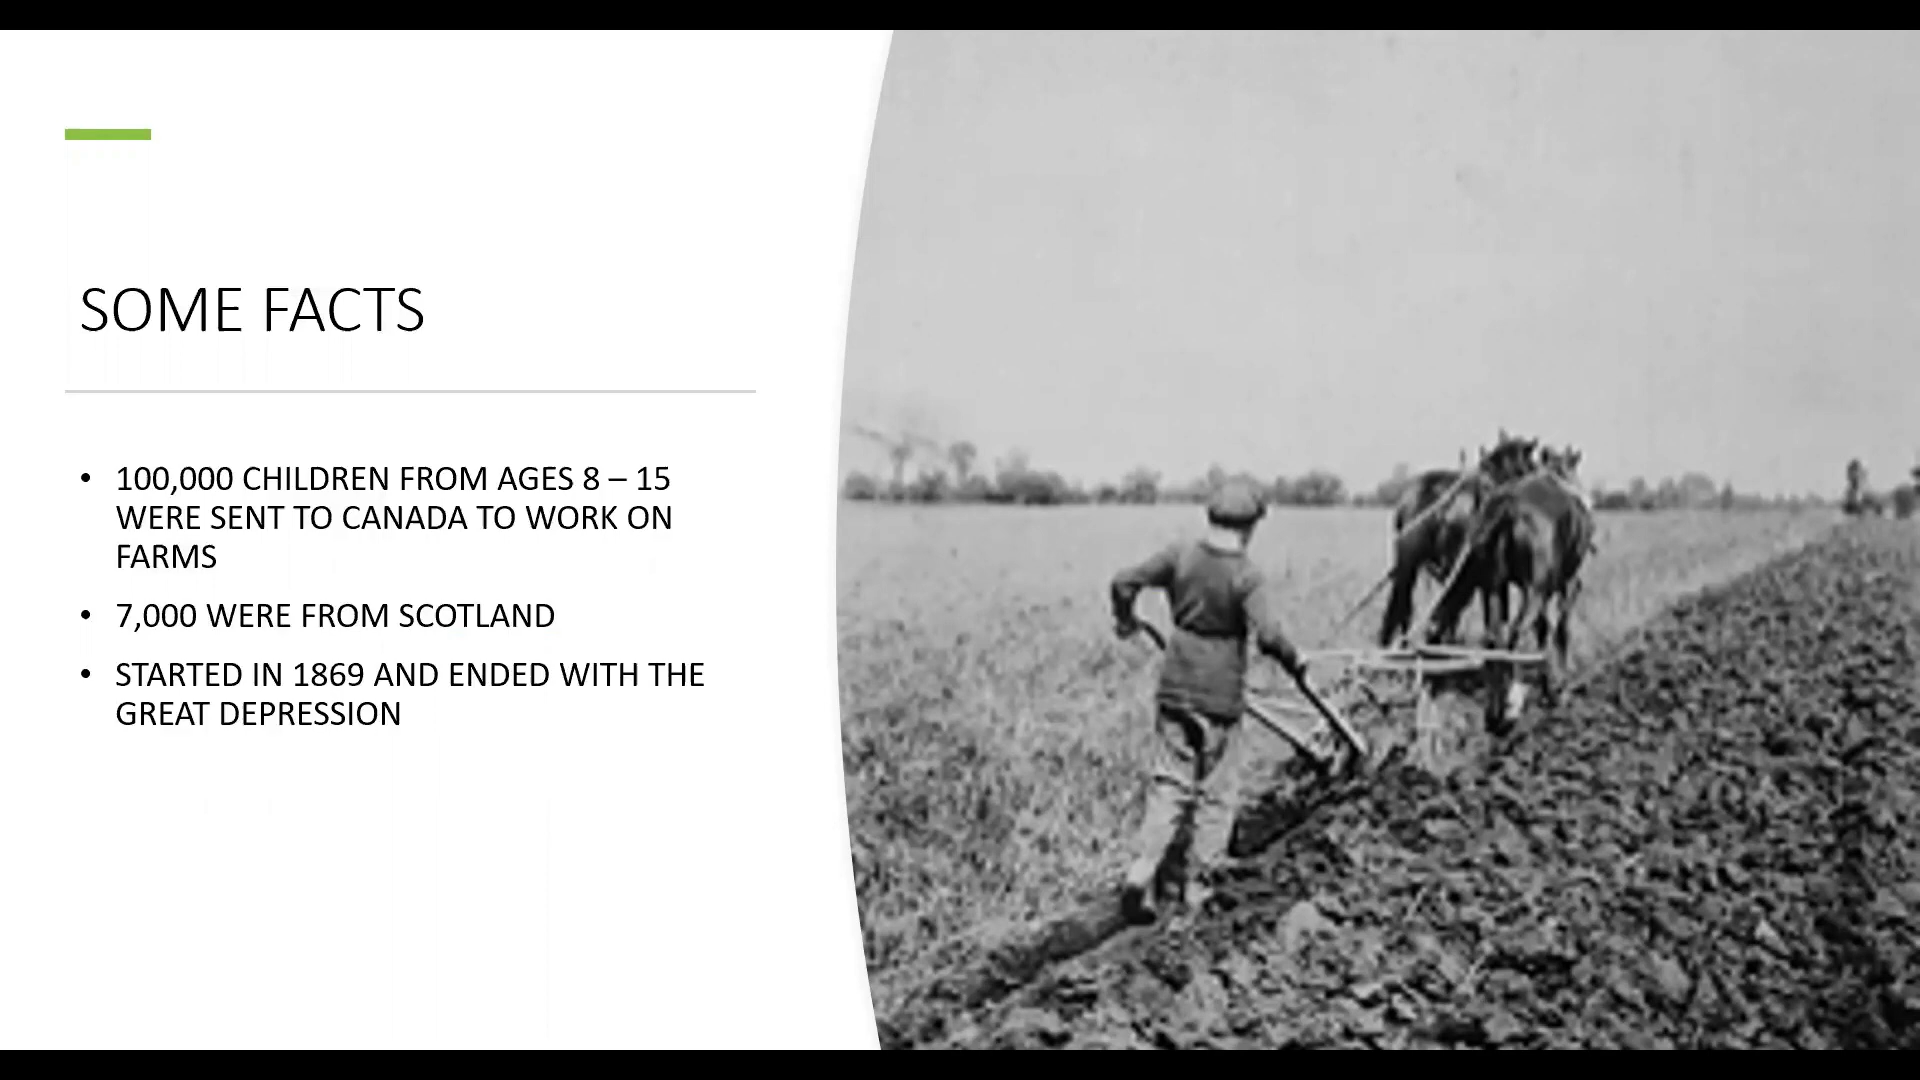 SOME FACTS
• 100,000 CHILDREN FROM AGES 8 – 15
WERE SENT TO CANADA TO WORK ON
FARMS
• 7,000 WERE FROM SCOTLAND
• STARTED IN 1869 AND ENDED WITH THE
GREAT DEPRESSION